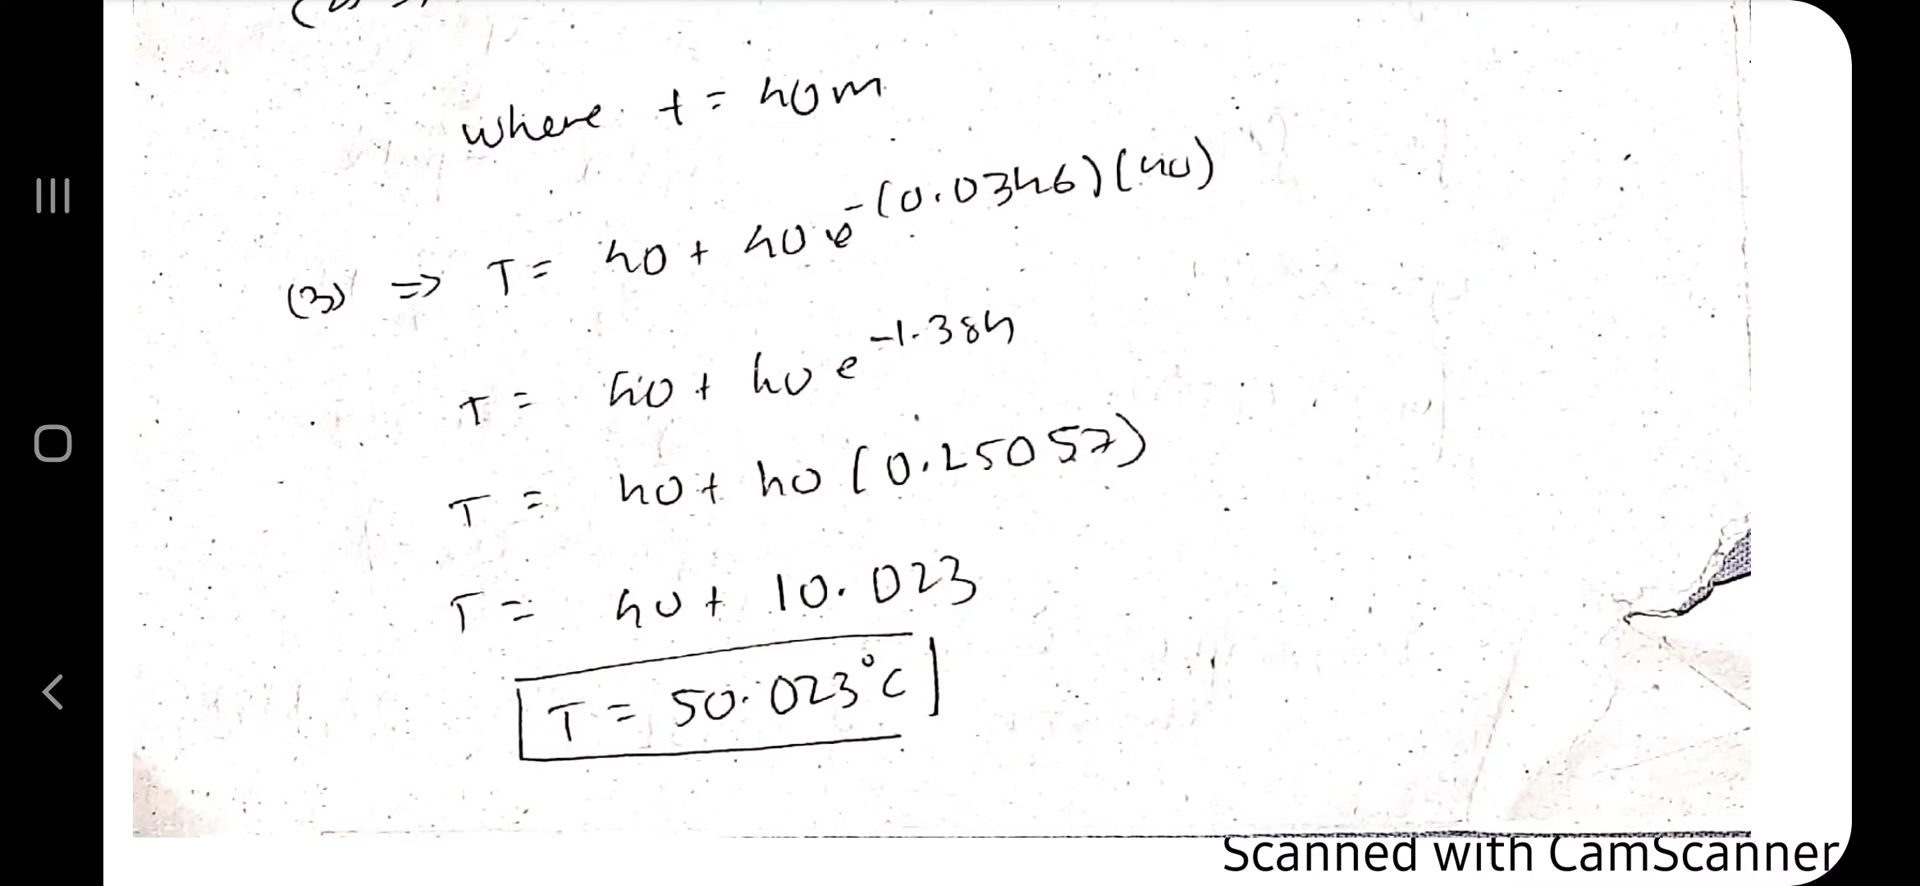 where t = 40m
(3) => T = 40 + 40 e^-(0.0346)(40)
T = 40 + 40 e^-1.384
T = 40 + 40 (0.25057)
T = 40 + 10.023
T = 50.023°C
Scanned with CamScanner